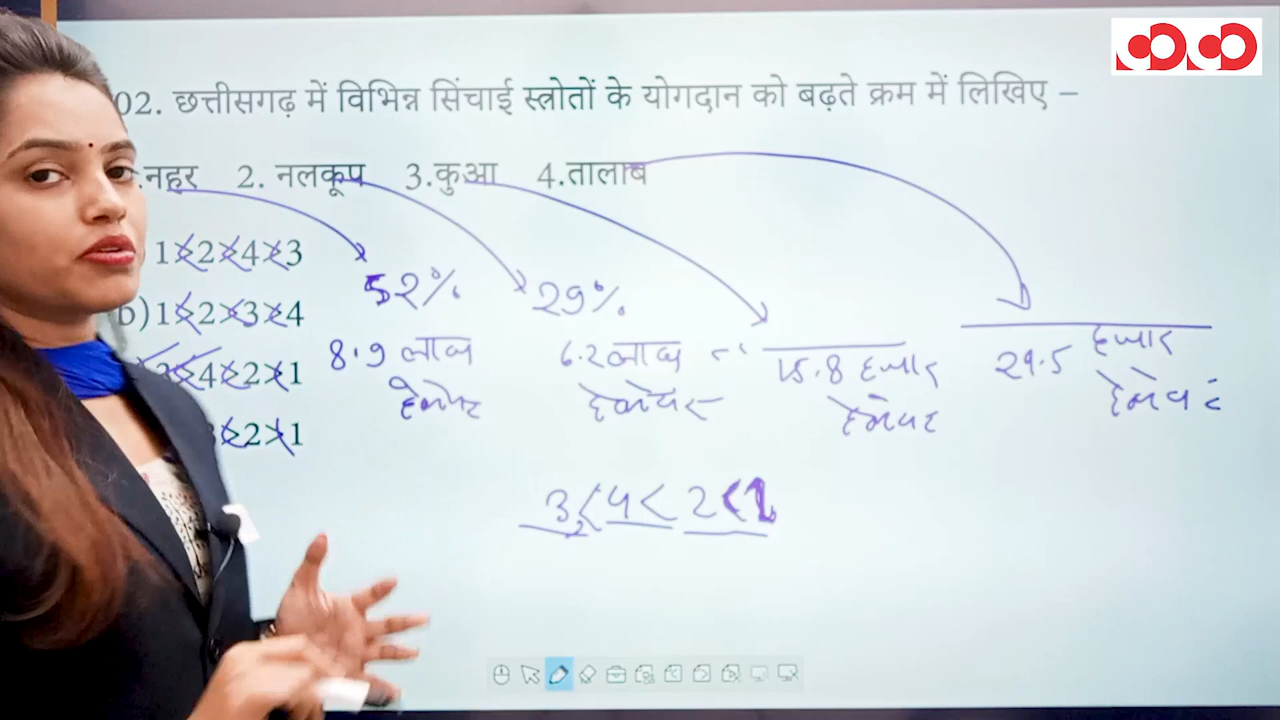 02. छत्तीसगढ़ में विभिन्न सिंचाई स्त्रोतों के योगदान को बढ़ते क्रम में लिखिए –
.नहर 2. नलकूप 3.कुआ 4.तालाब
1>2>4>3
52%
29%
b)1>2>3>4
8.9 लाख
6.2 लाख
15.8 हजार
29.5 हजार
4>2>1
हेक्टेयर
हेक्टेयर
हेक्टेयर
हेक्टेयर
>2>1
3<4<2<1